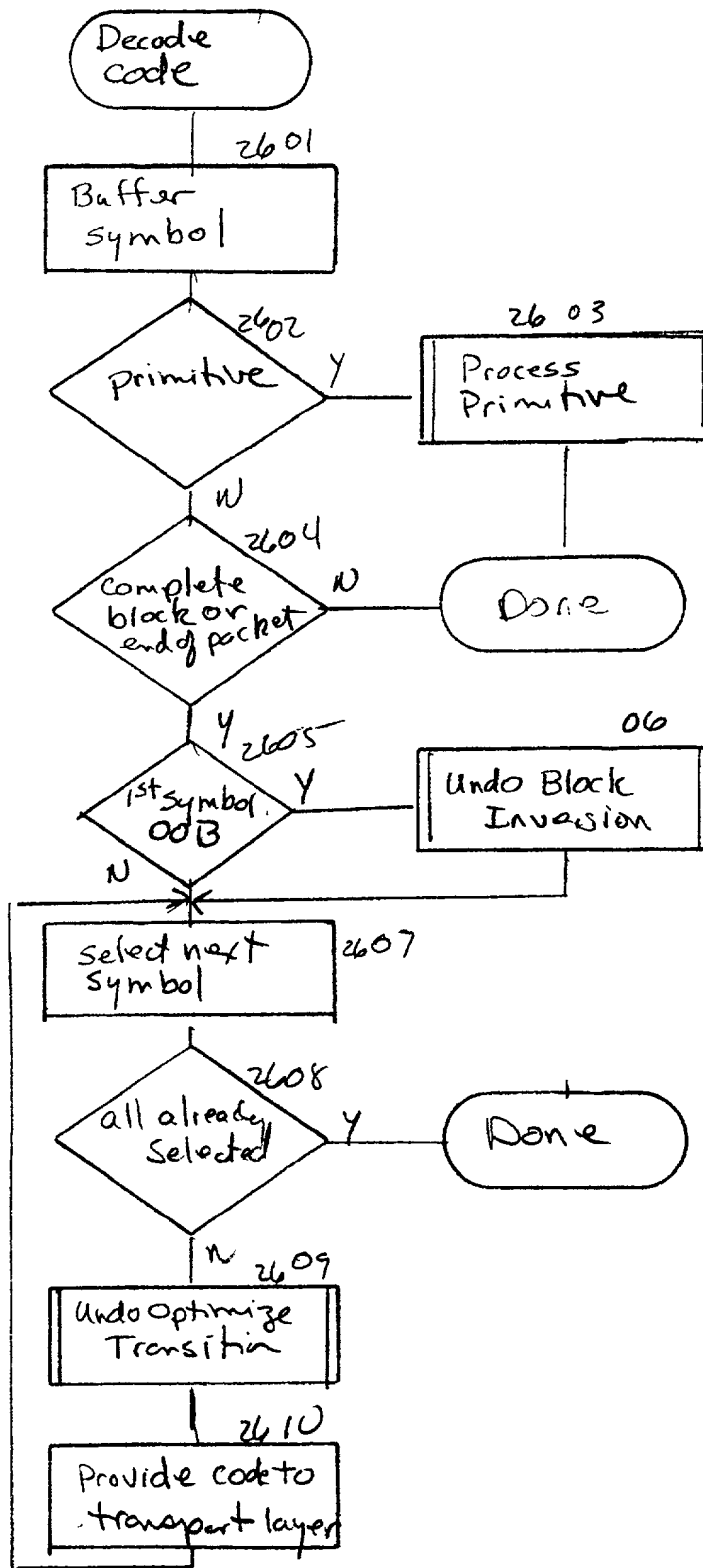 Decode
code
2601
Buffer
symbol
2602
primitive
Y
2603
Process
Primitive
N
2604
complete
block or
end of packet
N
Done
Y
2605
1st symbol
OOB
Y
06
Undo Block
Inversion
N
select next
symbol
2607
2608
all already
selected
Y
Done
n
2609
Undo Optimize
Transition
2610
Provide code to
transport layer